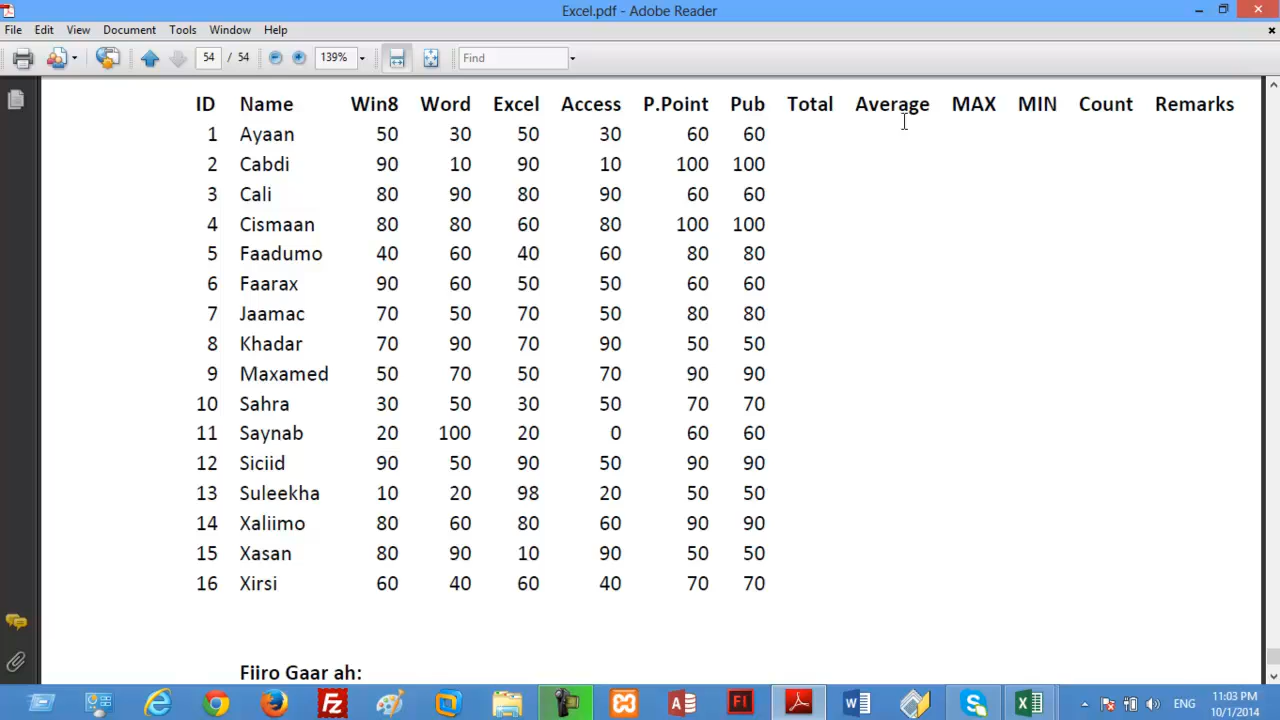 Excel.pdf - Adobe Reader
File Edit View Document Tools Window Help
54 / 54 139% Find
ID Name Win8 Word Excel Access P.Point Pub Total Average MAX MIN Count Remarks
1 Ayaan 50 30 50 30 60 60
2 Cabdi 90 10 90 10 100 100
3 Cali 80 90 80 90 60 60
4 Cismaan 80 80 60 80 100 100
5 Faadumo 40 60 40 60 80 80
6 Faarax 90 60 50 50 60 60
7 Jaamac 70 50 70 50 80 80
8 Khadar 70 90 70 90 50 50
9 Maxamed 50 70 50 70 90 90
10 Sahra 30 50 30 50 70 70
11 Saynab 20 100 20 0 60 60
12 Siciid 90 50 90 50 90 90
13 Suleekha 10 20 98 20 50 50
14 Xaliimo 80 60 80 60 90 90
15 Xasan 80 90 10 90 50 50
16 Xirsi 60 40 60 40 70 70
Fiiro Gaar ah:
ENG 11:03 PM
10/1/2014